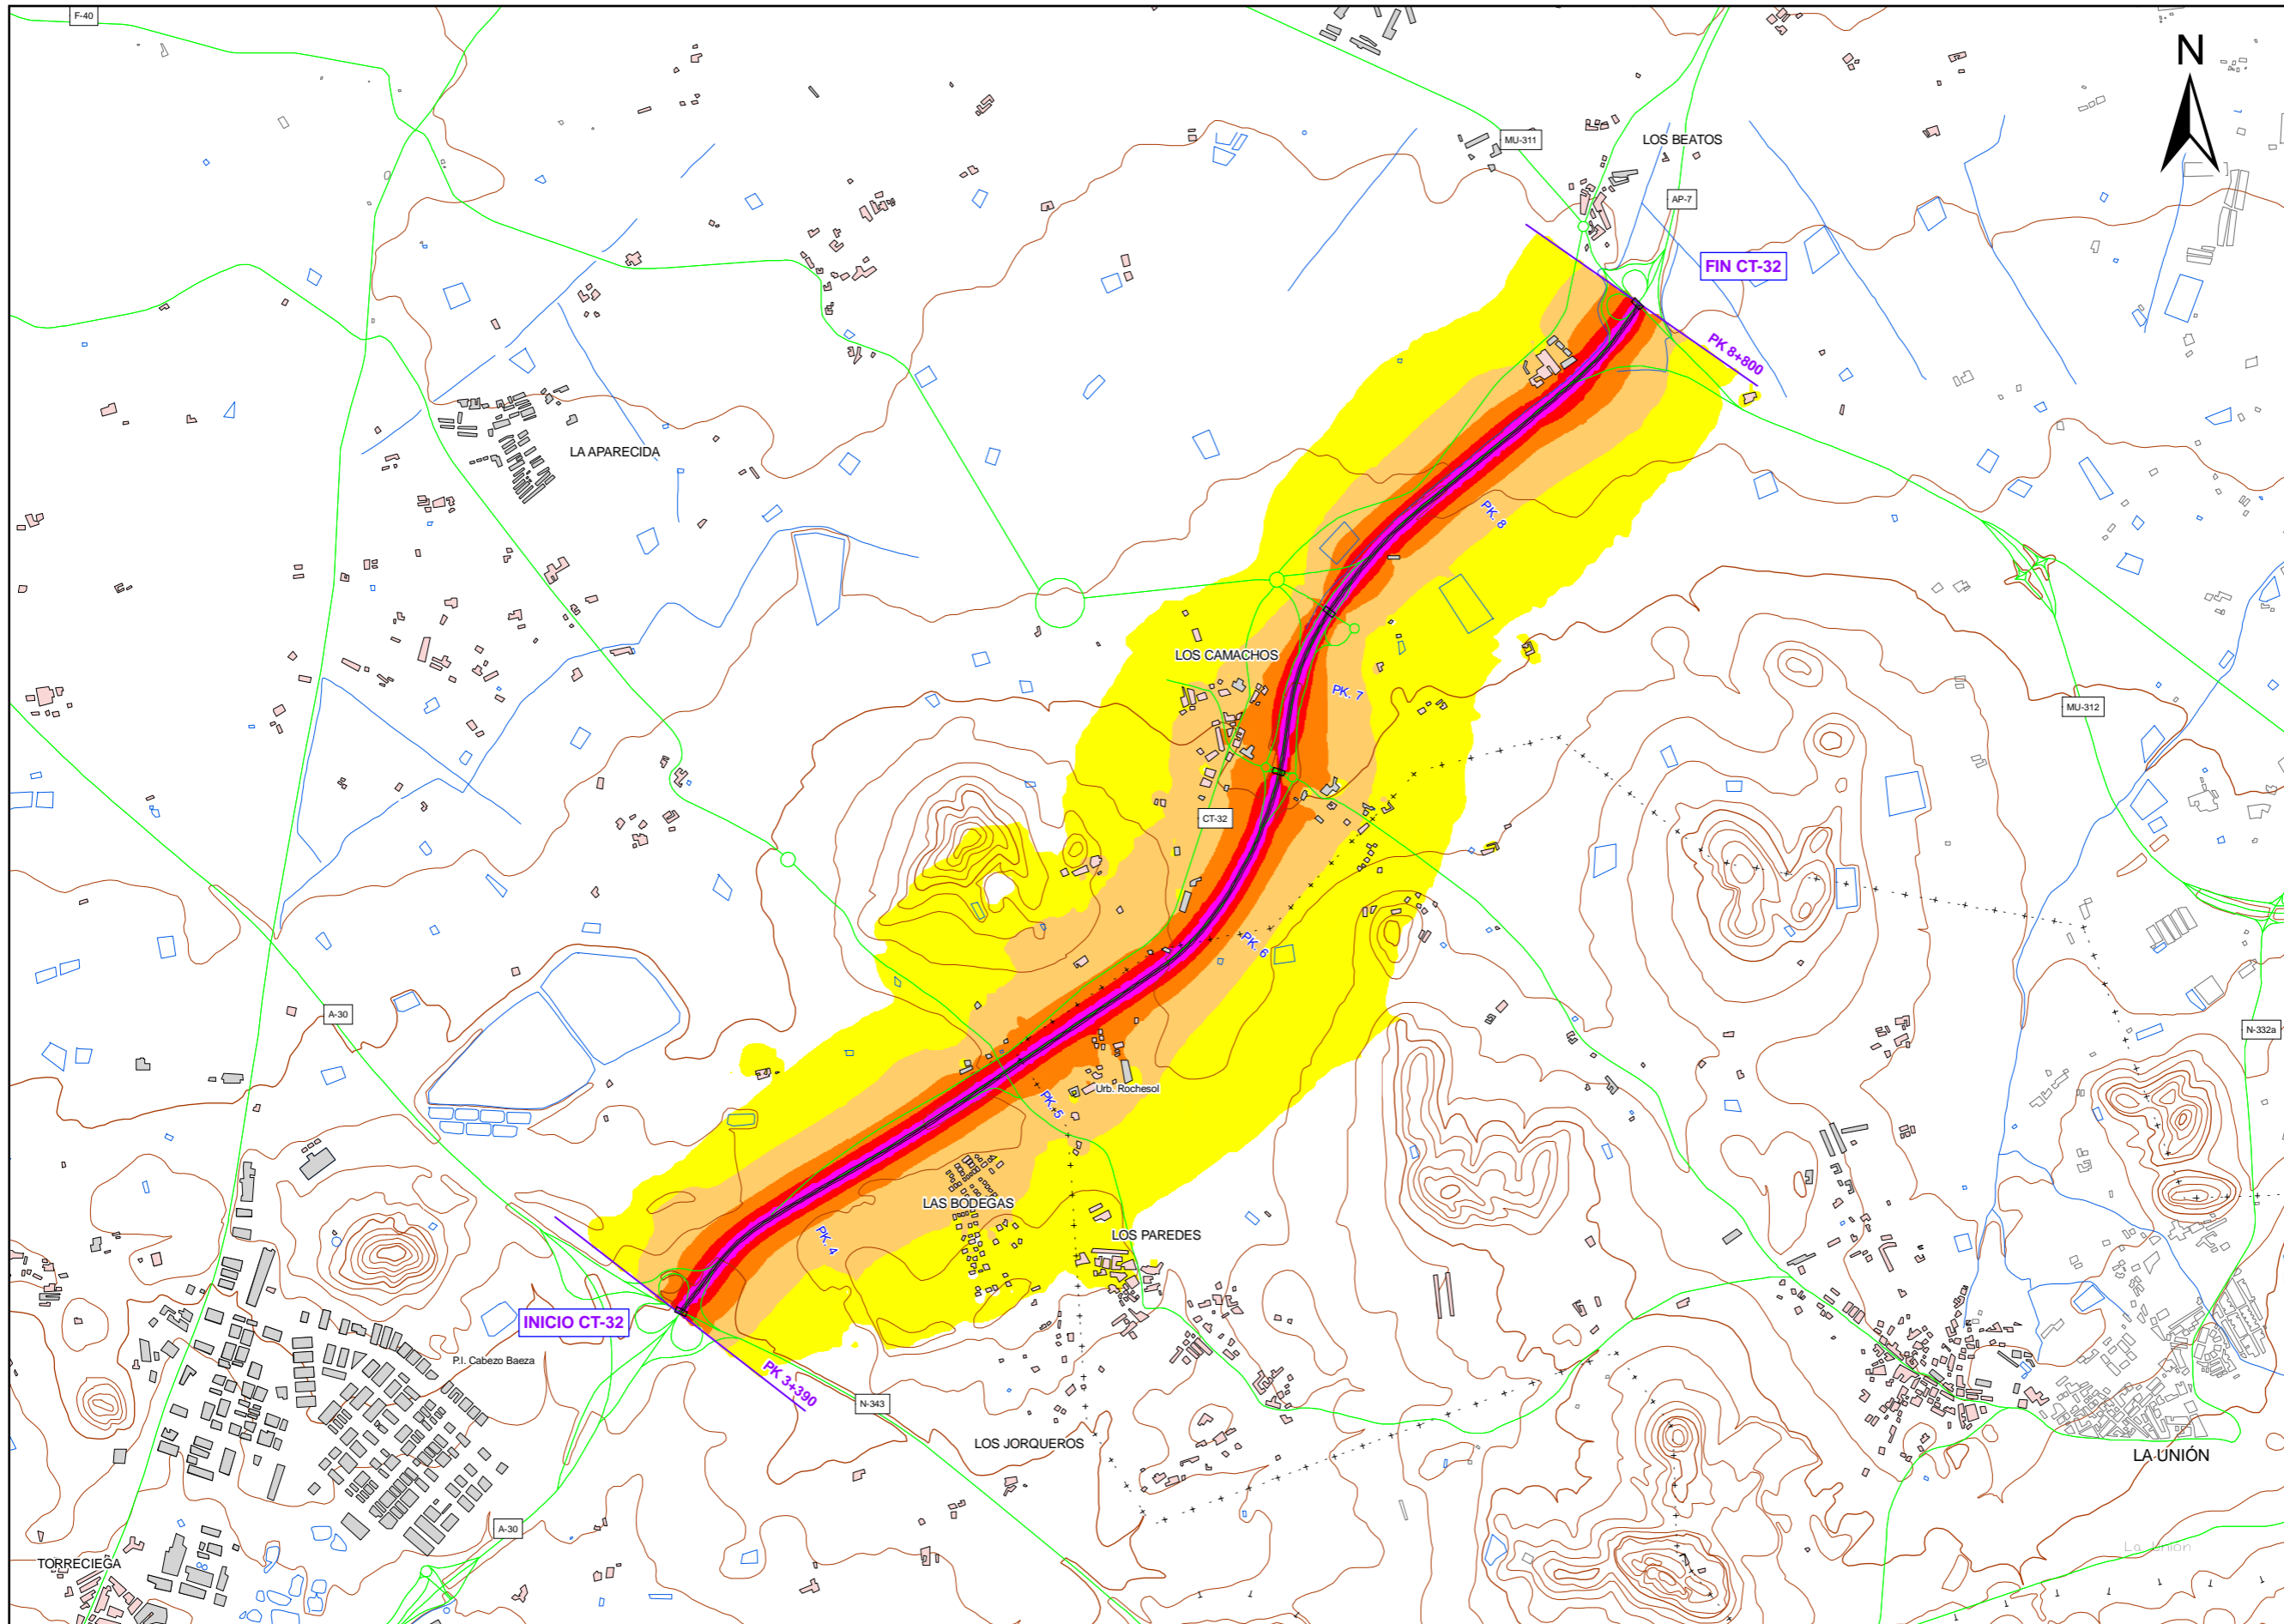 F-40
N
MU-311
LOS BEATOS
AP-7
FIN CT-32
PK 8+800
LA APARECIDA
PK. 8
LOS CAMACHOS
PK. 7
MU-312
CT-32
PK. 6
A-30
N-332a
Urb. Rochesol
PK. 5
LAS BODEGAS
LOS PAREDES
PK. 4
INICIO CT-32
P.I. Cabezo Baeza
PK 3+390
N-343
LOS JORQUEROS
LA UNIÓN
A-30
La Unión
TORRECIEGA